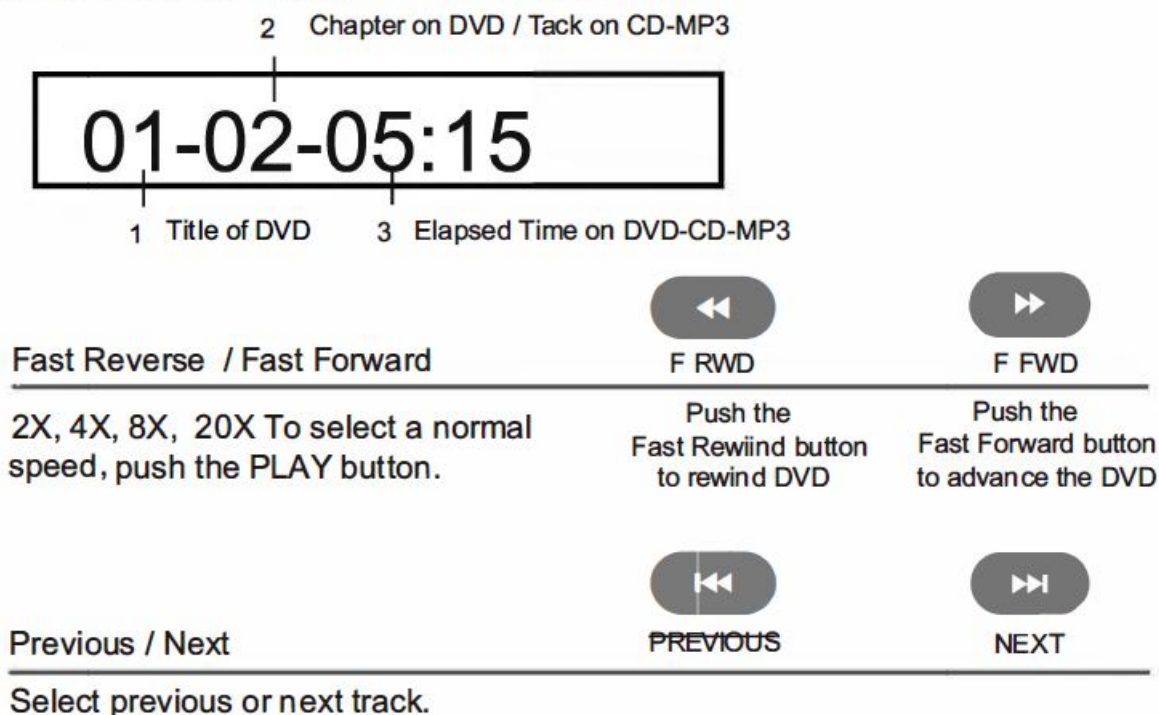 2 Chapter on DVD / Tack on CD-MP3
01-02-05:15
1 Title of DVD 3 Elapsed Time on DVD-CD-MP3
Fast Reverse / Fast Forward
F RWD
F FWD
2X, 4X, 8X, 20X To select a normal
speed, push the PLAY button.
Push the
Fast Rewiind button
to rewind DVD
Push the
Fast Forward button
to advance the DVD
Previous / Next
PREVIOUS
NEXT
Select previous or next track.